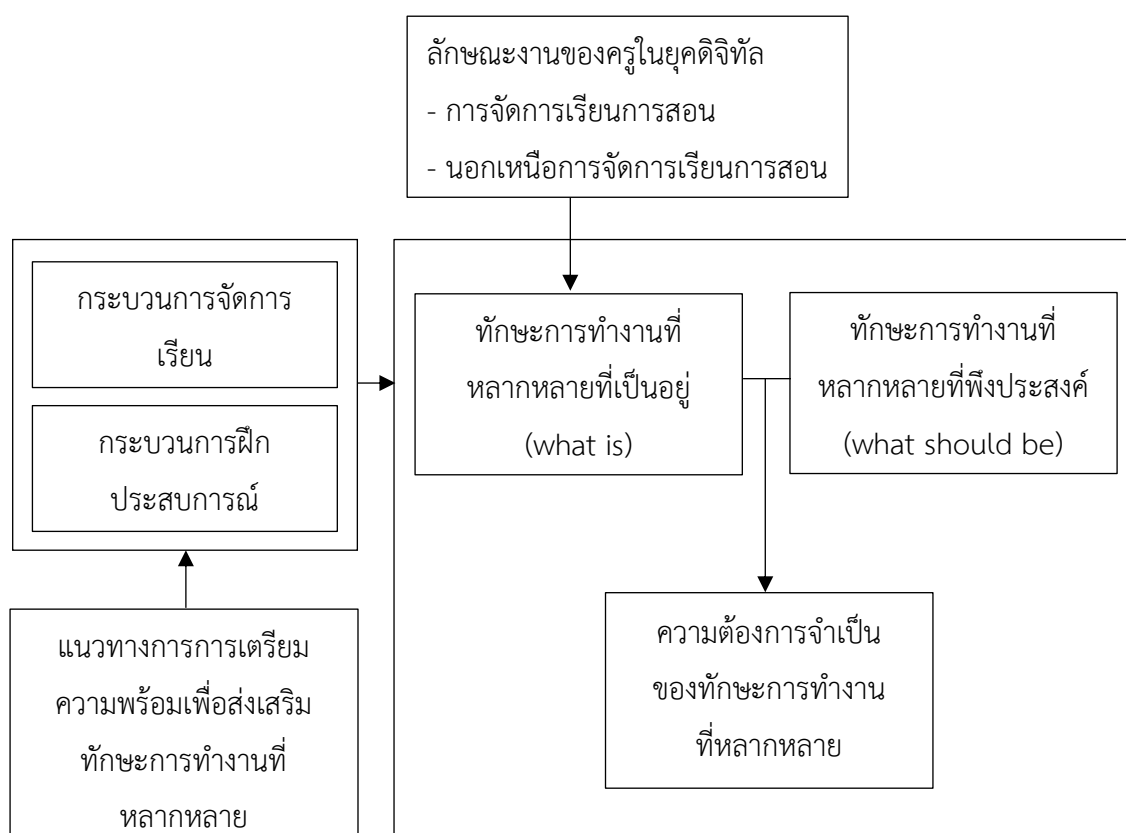 ลักษณะงานของครูในยุคดิจิทัล
- การจัดการเรียนการสอน
- นอกเหนือการจัดการเรียนการสอน
กระบวนการจัดการ
เรียน
กระบวนการฝึก
ประสบการณ์
แนวทางการการเตรียม
ความพร้อมเพื่อส่งเสริม
ทักษะการทำงานที่
หลากหลาย
ทักษะการทำงานที่
หลากหลายที่เป็นอยู่
(what is)
ทักษะการทำงานที่
หลากหลายที่พึงประสงค์
(what should be)
ความต้องการจำเป็น
ของทักษะการทำงาน
ที่หลากหลาย